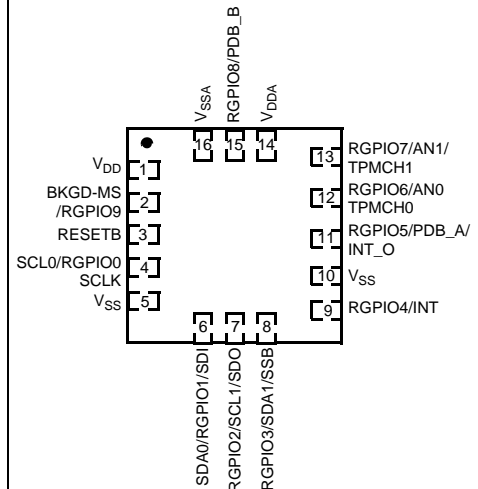 VSSA
RGPIO8/PDB_B
VDDA
16
15
14
VDD
1
BKGD-MS
/RGPIO9
2
RESETB
3
SCL0/RGPIO0
SCLK
4
VSS
5
13
RGPIO7/AN1/
TPMCH1
12
RGPIO6/AN0
TPMCH0
11
RGPIO5/PDB_A/
INT_O
10
VSS
9
RGPIO4/INT
6
7
8
SDA0/RGPIO1/SDI
RGPIO2/SCL1/SDO
RGPIO3/SDA1/SSB